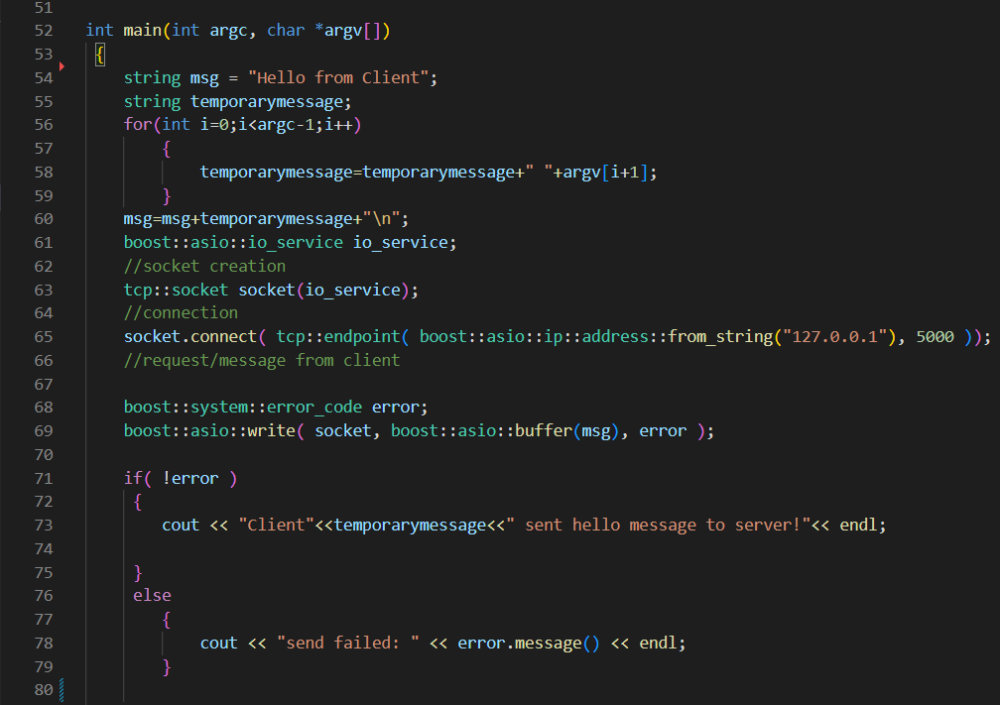 51
52 int main(int argc, char *argv[])
53 {
54 string msg = "Hello from Client";
55 string temporarymessage;
56 for(int i=0;i<argc-1;i++)
57 {
58 temporarymessage=temporarymessage+" "+argv[i+1];
59 }
60 msg=msg+temporarymessage+"\n";
61 boost::asio::io_service io_service;
62 //socket creation
63 tcp::socket socket(io_service);
64 //connection
65 socket.connect( tcp::endpoint( boost::asio::ip::address::from_string("127.0.0.1"), 5000 ));
66 //request/message from client
67
68 boost::system::error_code error;
69 boost::asio::write( socket, boost::asio::buffer(msg), error );
70
71 if( !error )
72 {
73 cout << "Client"<<temporarymessage<<" sent hello message to server!"<< endl;
74
75 }
76 else
77 {
78 cout << "send failed: " << error.message() << endl;
79 }
80